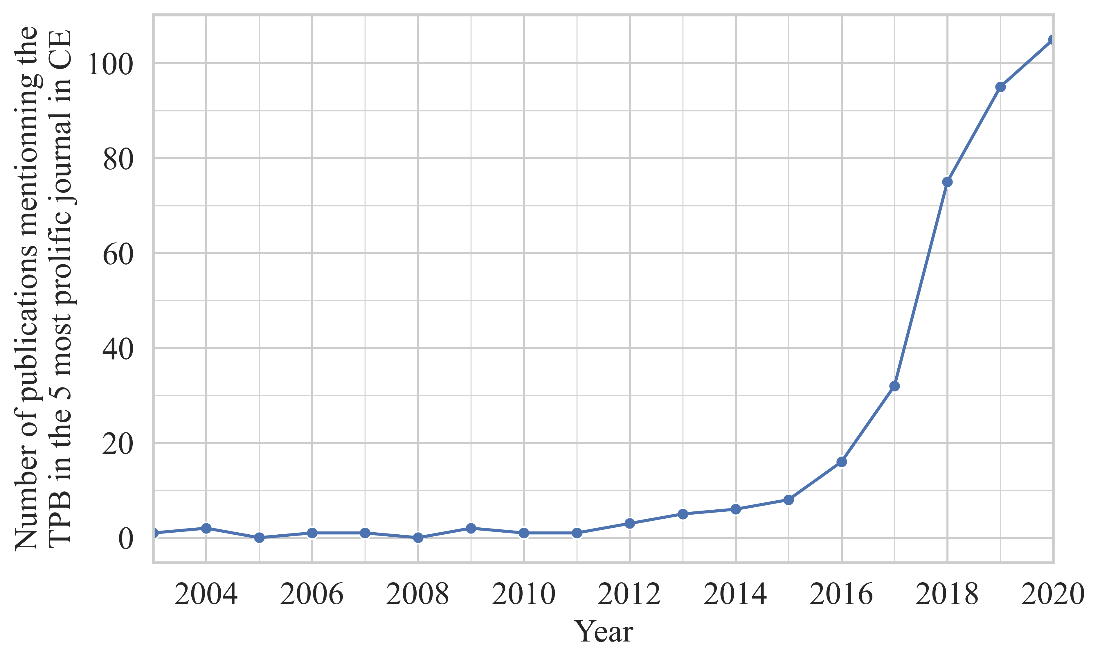 Number of publications mentionning the
TPB in the 5 most prolific journal in CE
100
80
60
40
20
0
2004 2006 2008 2010 2012 2014 2016 2018 2020
Year